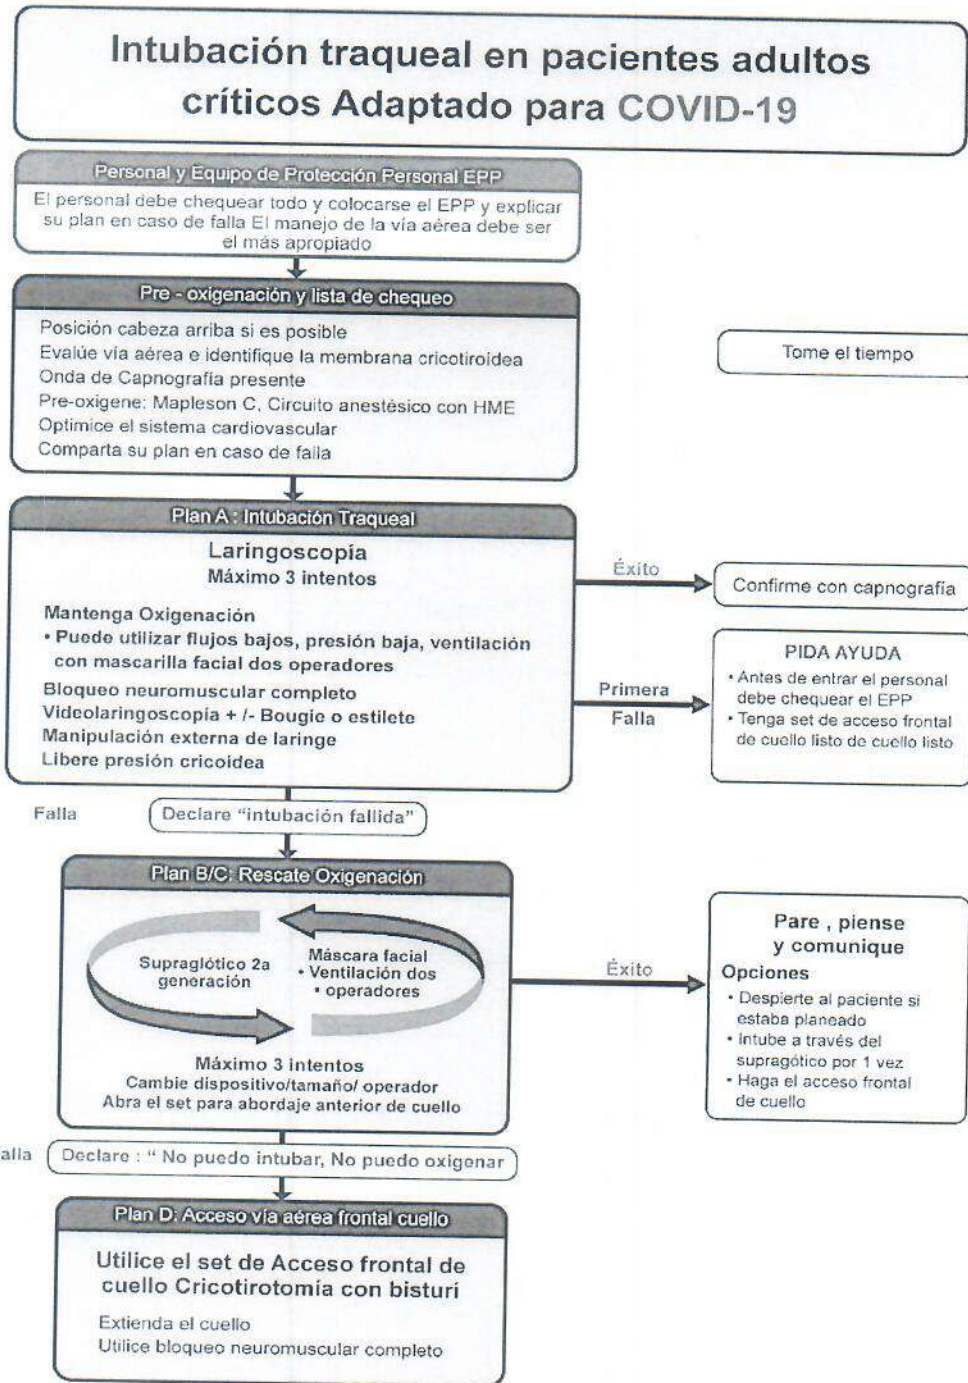 Intubación traqueal en pacientes adultos
críticos Adaptado para COVID-19
Personal y Equipo de Protección Personal EPP
El personal debe chequear todo y colocarse el EPP y explicar
su plan en caso de falla El manejo de la vía aérea debe ser
el más apropiado
Pre - oxigenación y lista de chequeo
Posición cabeza arriba si es posible
Evalúe vía aérea e identifique la membrana cricotiroidea
Onda de Capnografía presente
Pre-oxigene: Mapleson C, Circuito anestésico con HME
Optimice el sistema cardiovascular
Comparta su plan en caso de falla
Tome el tiempo
Plan A : Intubación Traqueal
Laringoscopía
Máximo 3 intentos
Mantenga Oxigenación
• Puede utilizar flujos bajos, presión baja, ventilación
con mascarilla facial dos operadores
Bloqueo neuromuscular completo
Videolaringoscopía + /- Bougie o estilete
Manipulación externa de laringe
Libere presión cricoidea
Éxito
Confirme con capnografía
Primera
Falla
PIDA AYUDA
• Antes de entrar el personal
debe chequear el EPP
• Tenga set de acceso frontal
de cuello listo de cuello listo
Falla
Declare “intubación fallida”
Plan B/C: Rescate Oxigenación
Supraglótico 2a
generación
Máscara facial
• Ventilación dos
• operadores
Máximo 3 intentos
Cambie dispositivo/tamaño/ operador
Abra el set para abordaje anterior de cuello
Éxito
Pare , piense
y comunique
Opciones
• Despierte al paciente si
estaba planeado
• Intube a través del
supragótico por 1 vez
• Haga el acceso frontal
de cuello
alla
Declare : “ No puedo intubar, No puedo oxigenar
Plan D: Acceso vía aérea frontal cuello
Utilice el set de Acceso frontal de
cuello Cricotirotomía con bisturí
Extienda el cuello
Utilice bloqueo neuromuscular completo